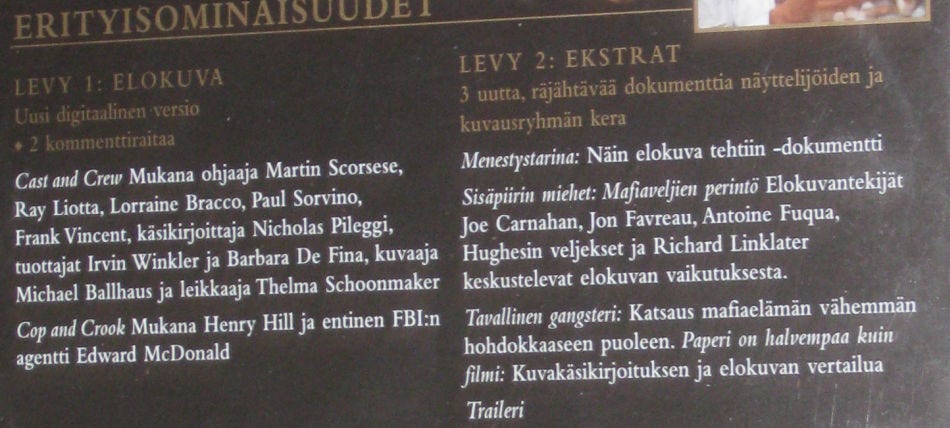 ERITYISOMINAISUUDET
LEVY 1: ELOKUVA
Uusi digitaalinen versio
♦ 2 kommenttiraitaa
Cast and Crew Mukana ohjaaja Martin Scorsese,
Ray Liotta, Lorraine Bracco, Paul Sorvino,
Frank Vincent, käsikirjoittaja Nicholas Pileggi,
tuottajat Irvin Winkler ja Barbara De Fina, kuvaaja
Michael Ballhaus ja leikkaaja Thelma Schoonmaker
Cop and Crook Mukana Henry Hill ja entinen FBI:n
agentti Edward McDonald
LEVY 2: EKSTRAT
3 uutta, räjähtävää dokumenttia näyttelijöiden ja
kuvausryhmän kera
Menestystarina: Näin elokuva tehtiin -dokumentti
Sisäpiirin miehet: Mafiaveljien perintö Elokuvantekijät
Joe Carnahan, Jon Favreau, Antoine Fuqua,
Hughesin veljekset ja Richard Linklater
keskustelevat elokuvan vaikutuksesta.
Tavallinen gangsteri: Katsaus mafiaelämän vähemmän
hohdokkaaseen puoleen. Paperi on halvempaa kuin
filmi: Kuvakäsikirjoituksen ja elokuvan vertailua
Traileri